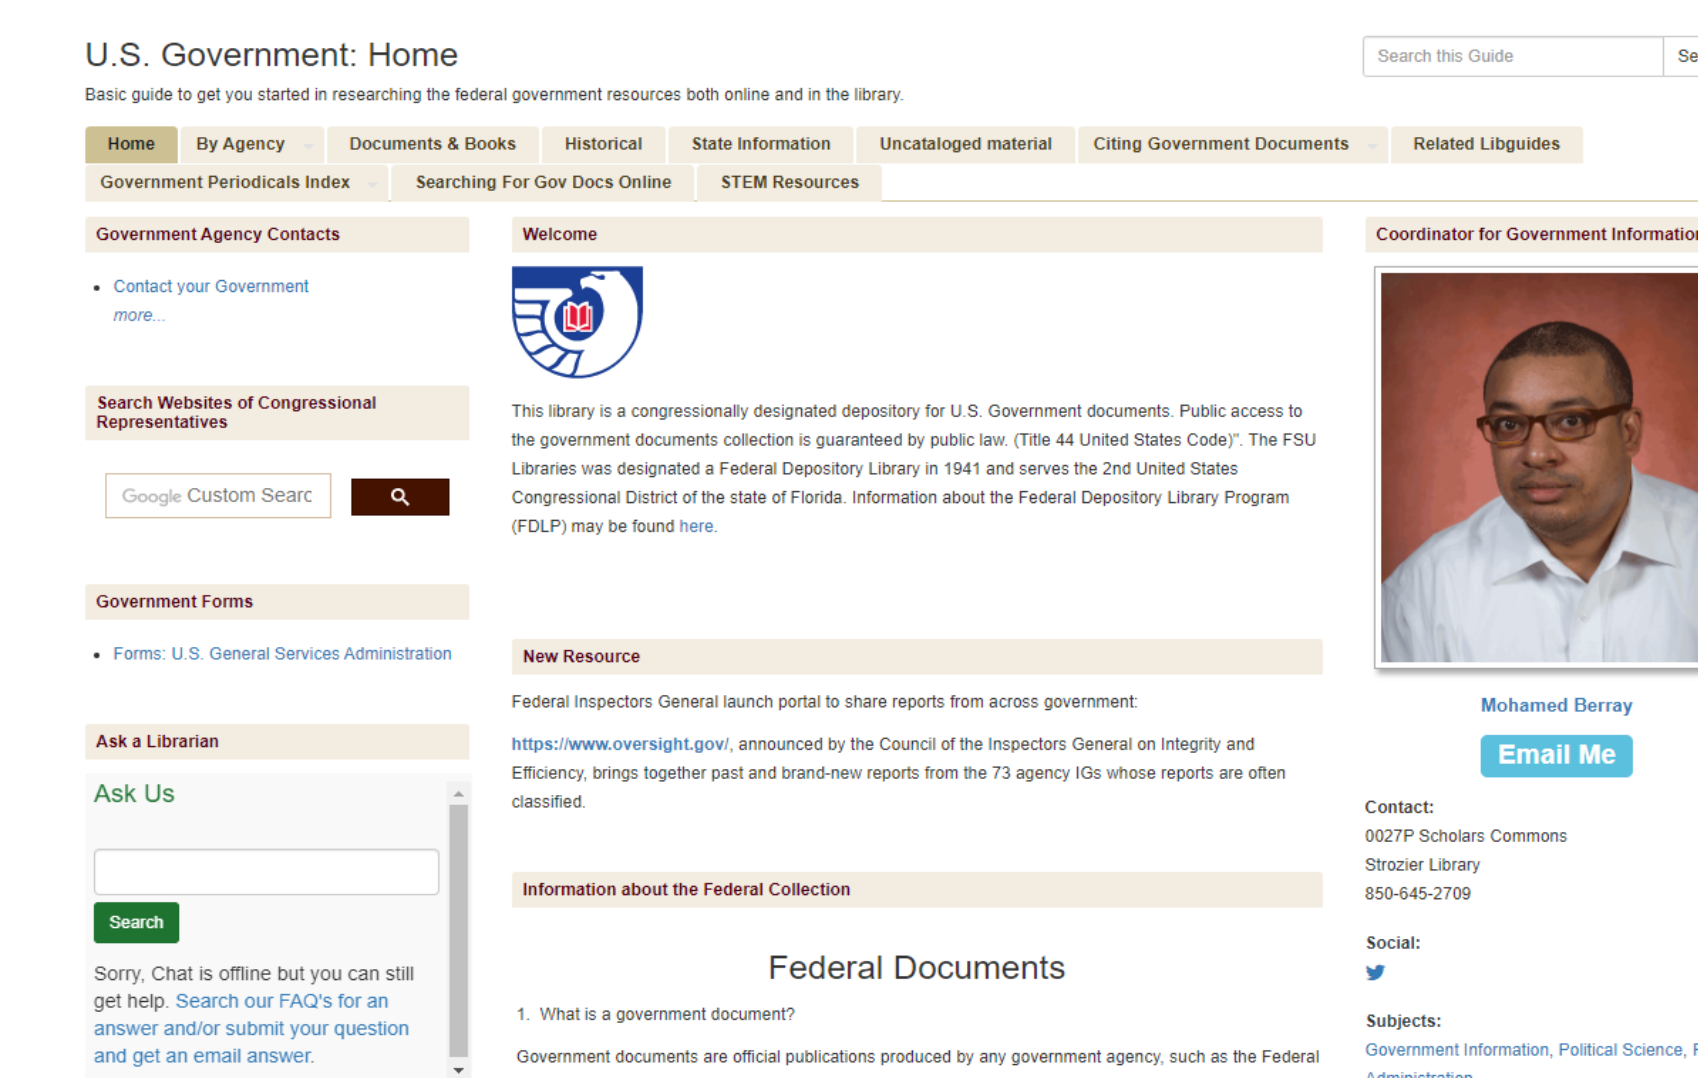 U.S. Government: Home
Search this Guide
Basic guide to get you started in researching the federal government resources both online and in the library.
Home
By Agency
Documents & Books
Historical
State Information
Uncataloged material
Citing Government Documents
Related Libguides
Government Periodicals Index
Searching For Gov Docs Online
STEM Resources
Government Agency Contacts
Contact your Government
more...
Search Websites of Congressional
Representatives
Google Custom Searc
Government Forms
Forms: U.S. General Services Administration
Ask a Librarian
Ask Us
Search
Sorry, Chat is offline but you can still
get help. Search our FAQ's for an
answer and/or submit your question
and get an email answer.
Welcome
This library is a congressionally designated depository for U.S. Government documents. Public access to
the government documents collection is guaranteed by public law. (Title 44 United States Code)". The FSU
Libraries was designated a Federal Depository Library in 1941 and serves the 2nd United States
Congressional District of the state of Florida. Information about the Federal Depository Library Program
(FDLP) may be found here.
New Resource
Federal Inspectors General launch portal to share reports from across government:
https://www.oversight.gov/, announced by the Council of the Inspectors General on Integrity and
Efficiency, brings together past and brand-new reports from the 73 agency IGs whose reports are often
classified.
Information about the Federal Collection
Federal Documents
1. What is a government document?
Government documents are official publications produced by any government agency, such as the Federal
Coordinator for Government Information
Mohamed Berray
Email Me
Contact:
0027P Scholars Commons
Strozier Library
850-645-2709
Social:
Subjects:
Government Information, Political Science,
Administration